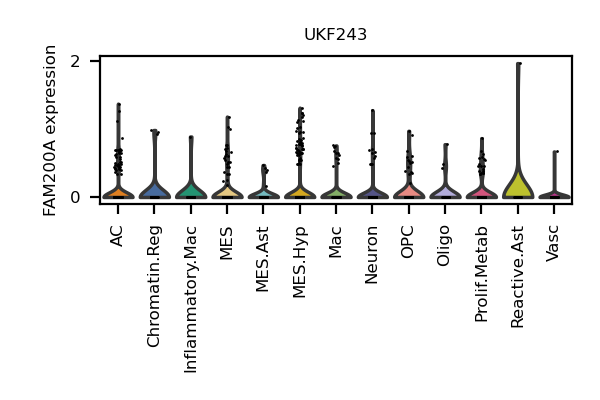 UKF243
FAM200A expression
2
0
AC
Chromatin.Reg
Inflammatory.Mac
MES
MES.Ast
MES.Hyp
Mac
Neuron
OPC
Oligo
Prolif.Metab
Reactive.Ast
Vasc